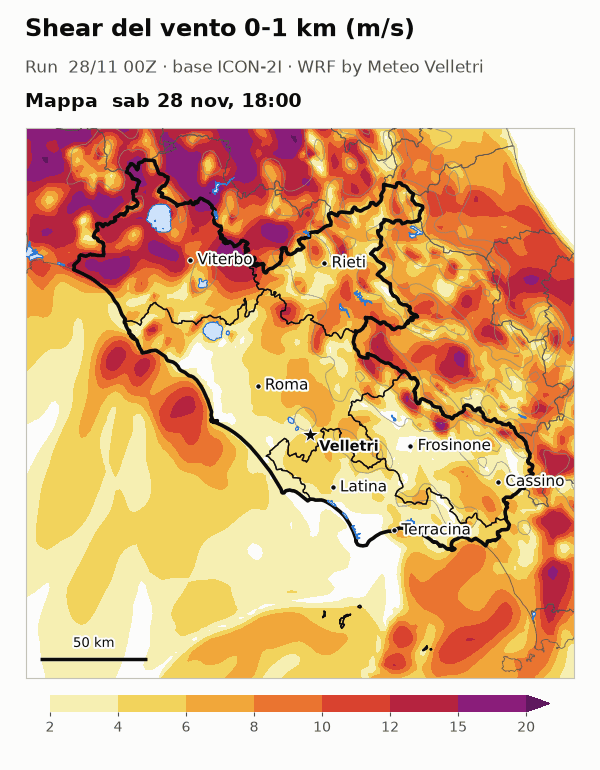 Shear del vento 0-1 km (m/s)
Run 28/11 00Z · base ICON-2I · WRF by Meteo Velletri
Mappa sab 28 nov, 18:00
Viterbo
Rieti
Roma
Velletri
Frosinone
Cassino
Latina
Terracina
50 km
2 4 6 8 10 12 15 20